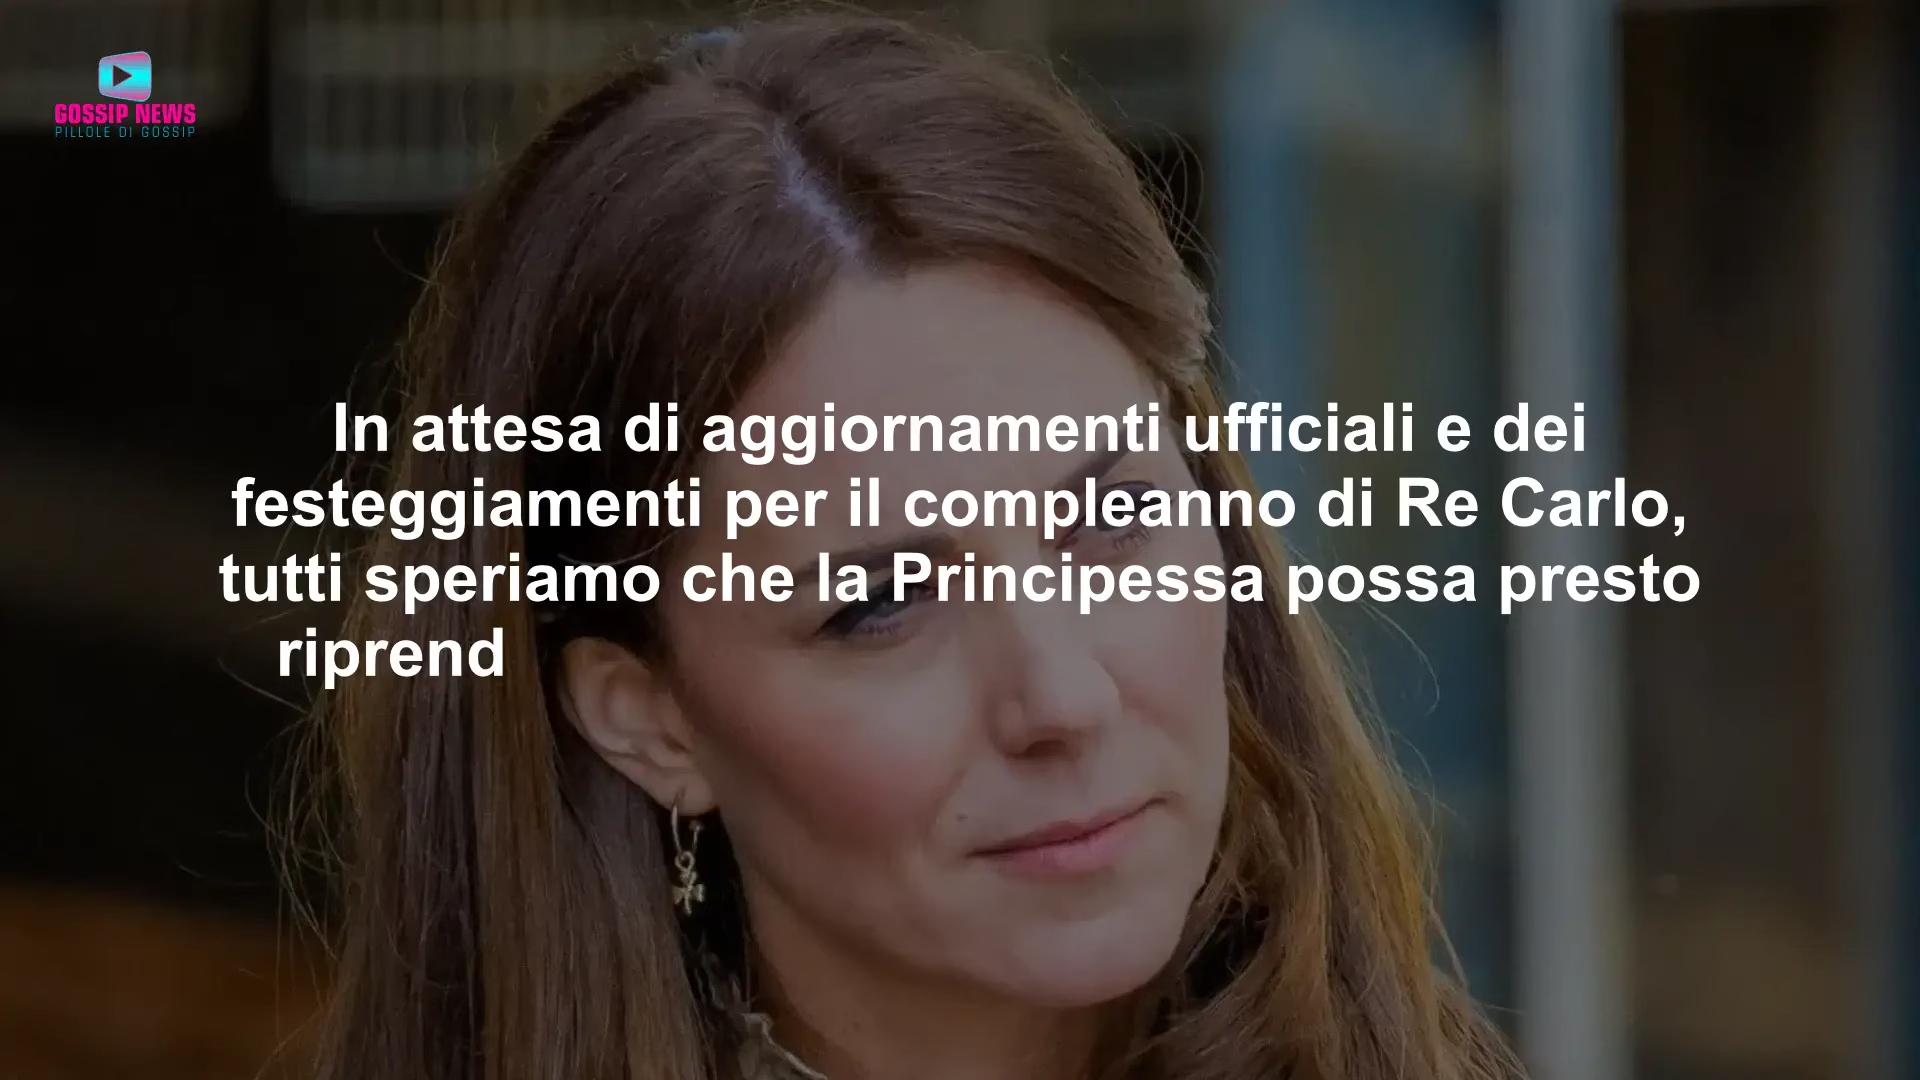 GOSSIP NEWS
PILLOLE DI GOSSIP
In attesa di aggiornamenti ufficiali e dei
festeggiamenti per il compleanno di Re Carlo,
tutti speriamo che la Principessa possa presto
riprend